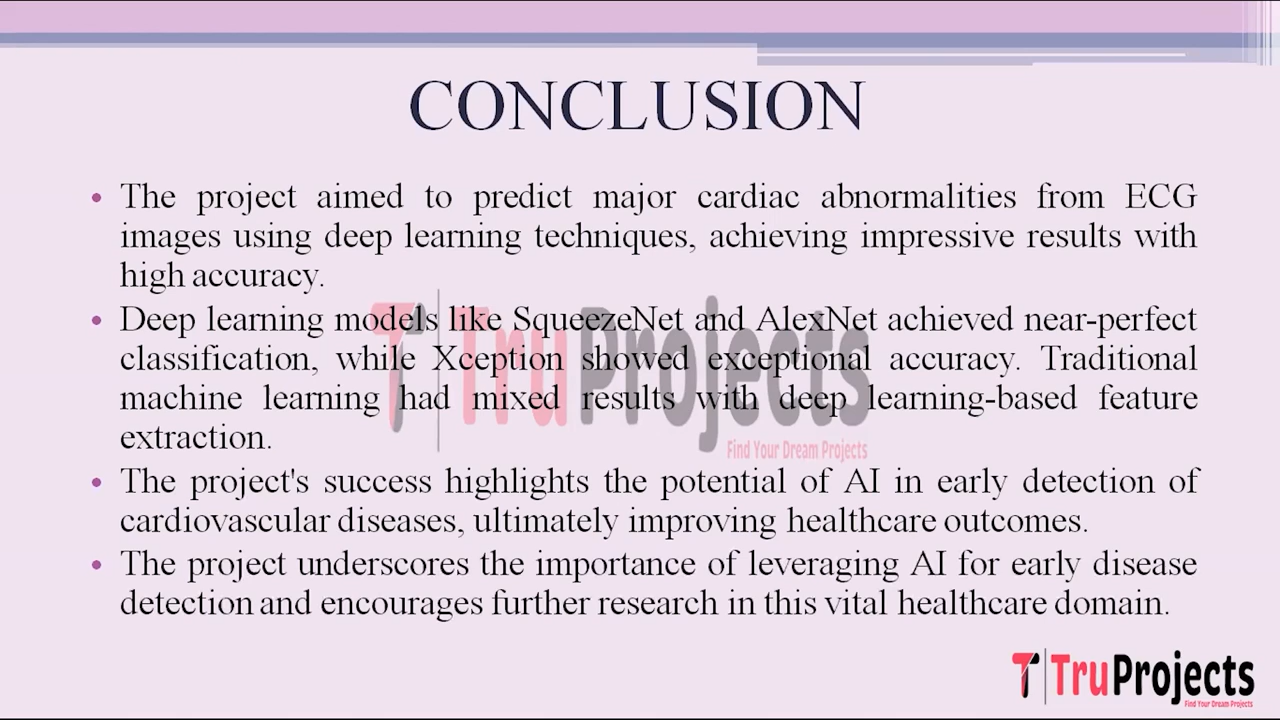 CONCLUSION
• The project aimed to predict major cardiac abnormalities from ECG
images using deep learning techniques, achieving impressive results with
high accuracy.
• Deep learning models like SqueezeNet and AlexNet achieved near-perfect
classification, while Xception showed exceptional accuracy. Traditional
machine learning had mixed results with deep learning-based feature
extraction.
• The project's success highlights the potential of AI in early detection of
cardiovascular diseases, ultimately improving healthcare outcomes.
• The project underscores the importance of leveraging AI for early disease
detection and encourages further research in this vital healthcare domain.
TruProjects
Find Your Dream Projects
TruProjects
Find Your Dream Projects